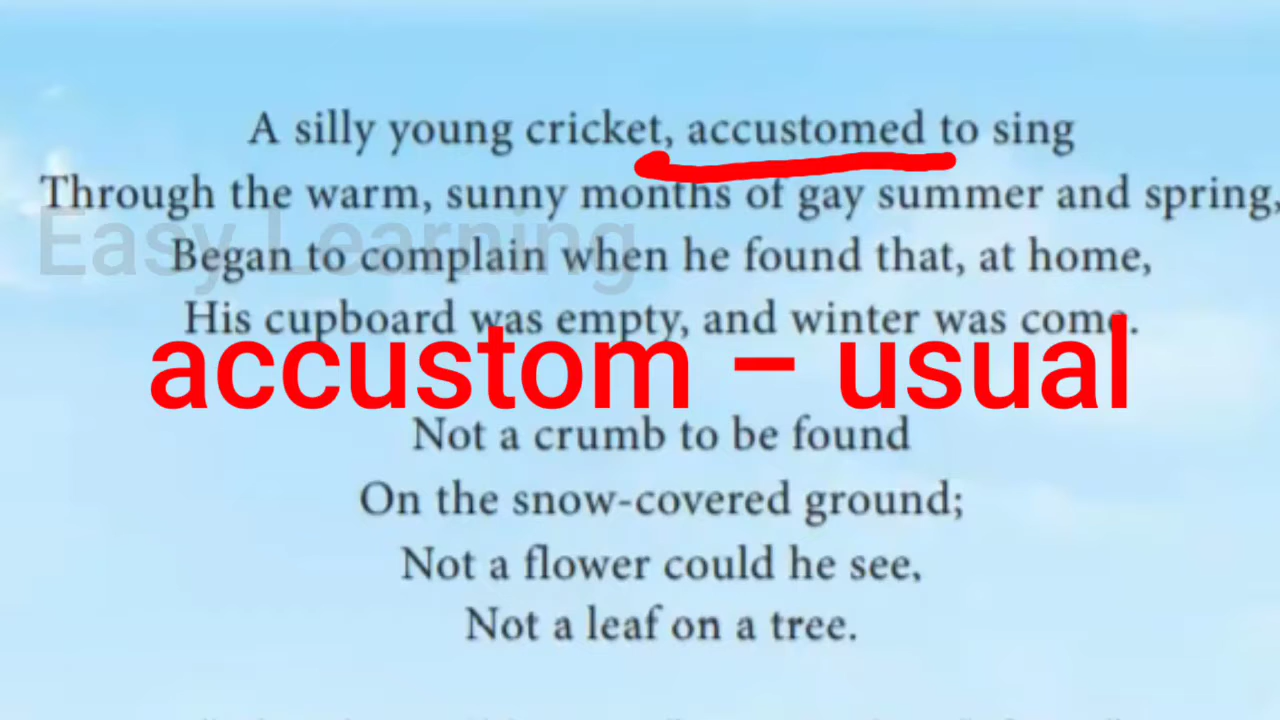 A silly young cricket, accustomed to sing
Through the warm, sunny months of gay summer and spring,
Easy Learning
Began to complain when he found that, at home,
His cupboard was empty, and winter was come.
accustom – usual
Not a crumb to be found
On the snow-covered ground;
Not a flower could he see,
Not a leaf on a tree.